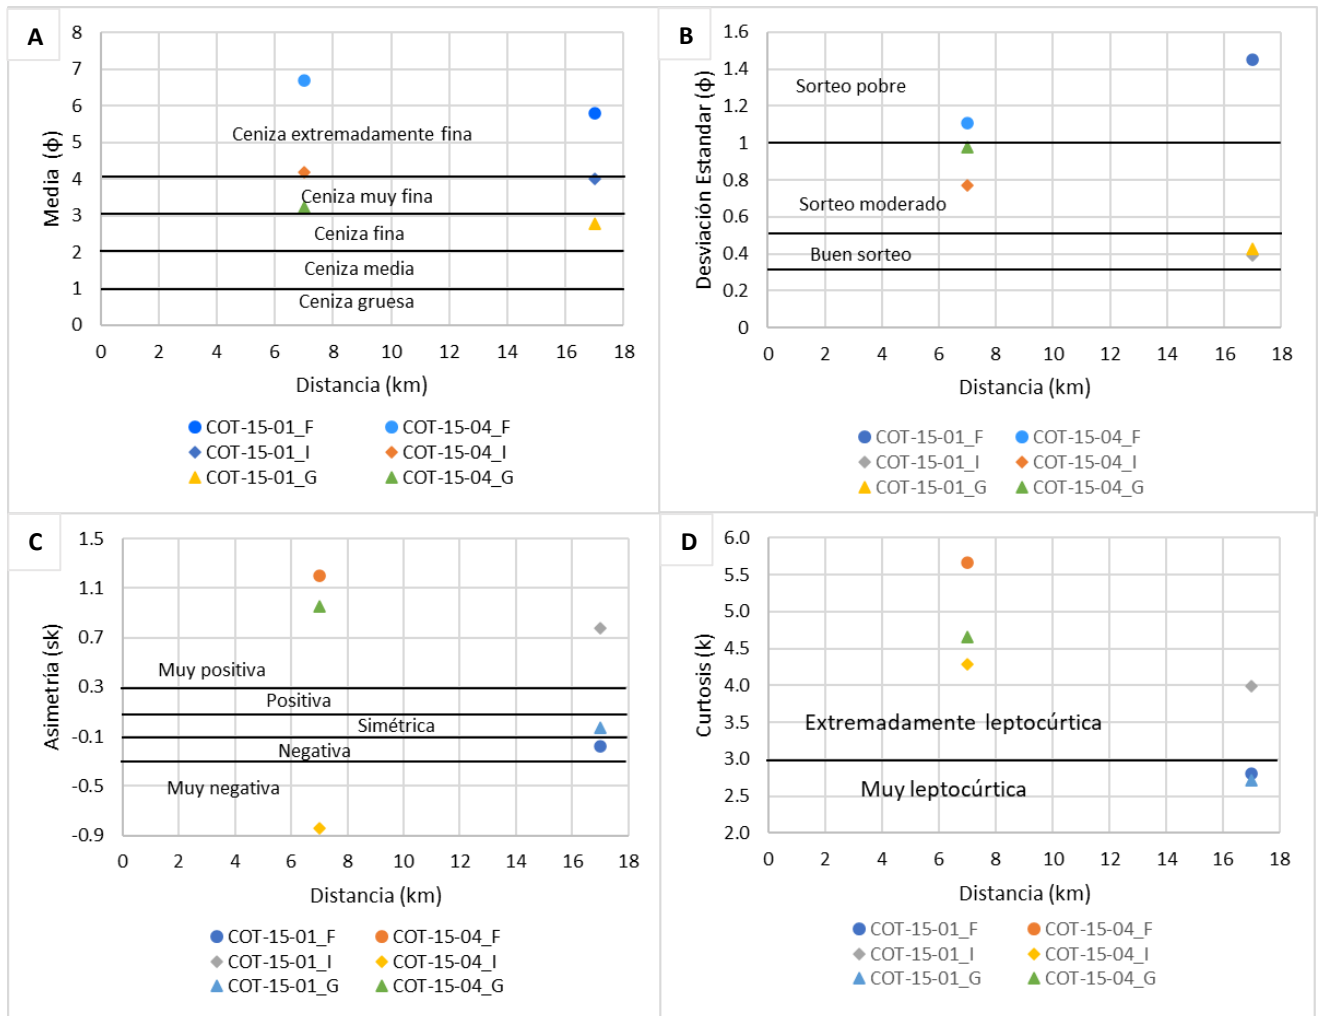 A
8
7
6
5
4
3
2
1
0
Media (ф)
Ceniza extremadamente fina
Ceniza muy fina
Ceniza fina
Ceniza media
Ceniza gruesa
0 2 4 6 8 10 12 14 16 18
Distancia (km)
COT-15-01_F COT-15-04_F
COT-15-01_I COT-15-04_I
COT-15-01_G COT-15-04_G
B
1.6
1.4
1.2
1
0.8
0.6
0.4
0.2
0
Desviación Estandar (ф)
Sorteo pobre
Sorteo moderado
Buen sorteo
0 2 4 6 8 10 12 14 16 18
Distancia (km)
COT-15-01_F COT-15-04_F
COT-15-01_I COT-15-04_I
COT-15-01_G COT-15-04_G
C
1.5
1.1
0.7
0.3
-0.1
-0.5
-0.9
Asimetría (sk)
Muy positiva
Positiva
Simétrica
Negativa
Muy negativa
0 2 4 6 8 10 12 14 16 18
Distancia (km)
COT-15-01_F COT-15-04_F
COT-15-01_I COT-15-04_I
COT-15-01_G COT-15-04_G
D
6.0
5.5
5.0
4.5
4.0
3.5
3.0
2.5
2.0
Curtosis (k)
Extremadamente leptocúrtica
Muy leptocúrtica
0 2 4 6 8 10 12 14 16 18
Distancia (km)
COT-15-01_F COT-15-04_F
COT-15-01_I COT-15-04_I
COT-15-01_G COT-15-04_G